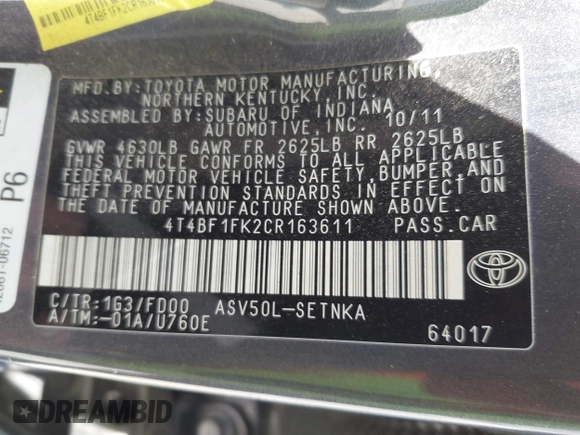 4T4BF1FK2CR163611
P6
MFD.BY:TOYOTA MOTOR MANUFACTURING,
NORTHERN KENTUCKY,INC.
ASSEMBLED BY:SUBARU OF INDIANA
AUTOMOTIVE,INC. 10/11
GVWR 4630LB GAWR FR 2625LB RR 2625LB
THIS VEHICLE CONFORMS TO ALL APPLICABLE
FEDERAL MOTOR VEHICLE SAFETY,BUMPER,AND
THEFT PREVENTION STANDARDS IN EFFECT ON
THE DATE OF MANUFACTURE SHOWN ABOVE.
4T4BF1FK2CR163611 PASS.CAR
C/TR:1G3/FD00 ASV50L-SETNKA
A/TM:-01A/U760E
64017
DREAMBID